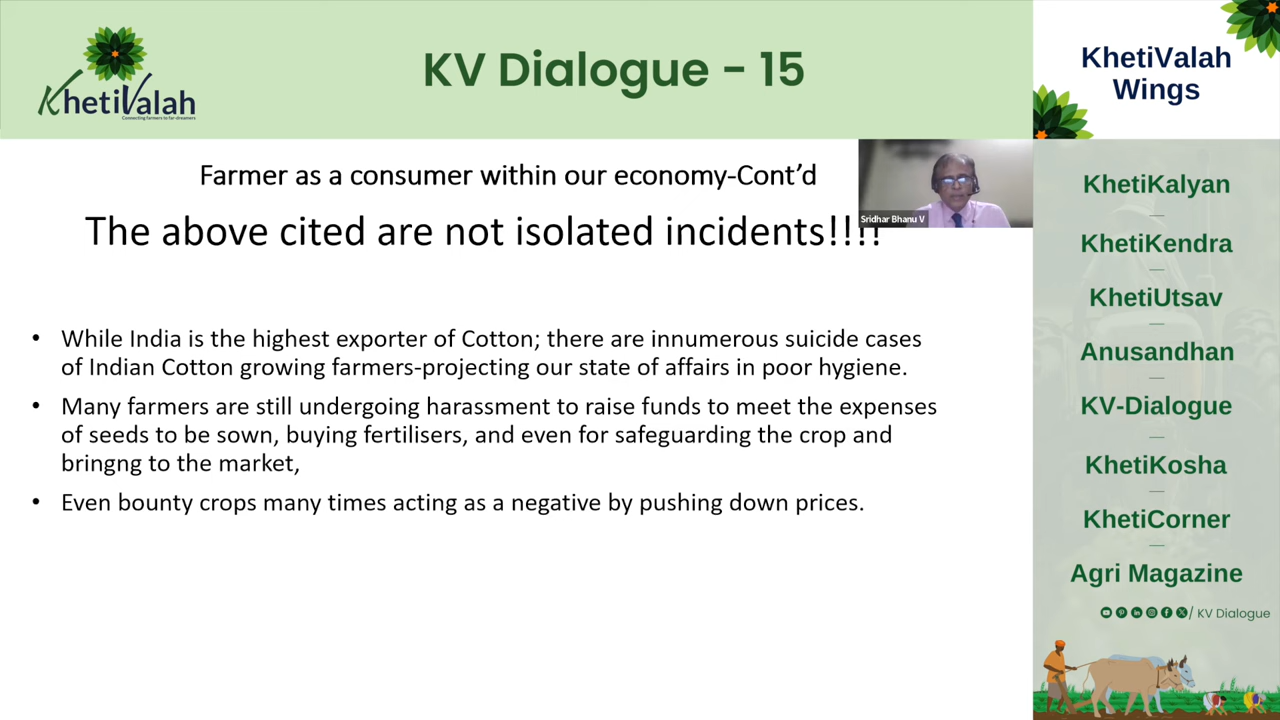 KhetiValah
Connecting farmers to far dreamers
KV Dialogue - 15
KhetiValah
Wings
Farmer as a consumer within our economy-Cont’d
The above cited are not isolated incidents!!!!
Sridhar Bhanu V
• While India is the highest exporter of Cotton; there are innumerous suicide cases
of Indian Cotton growing farmers-projecting our state of affairs in poor hygiene.
• Many farmers are still undergoing harassment to raise funds to meet the expenses
of seeds to be sown, buying fertilisers, and even for safeguarding the crop and
bringng to the market,
• Even bounty crops many times acting as a negative by pushing down prices.
KhetiKalyan
KhetiKendra
KhetiUtsav
Anusandhan
KV-Dialogue
KhetiKosha
KhetiCorner
Agri Magazine
/ KV Dialogue